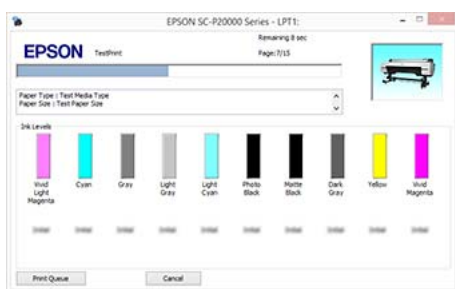 EPSON SC-P20000 Series - LPT1:
Remaining 8 sec
EPSON TestPrint Page: 7/15
Paper Type : Test Media Type
Paper Size : Test Paper Size
Ink Levels
Vivid Light Magenta
Cyan
Gray
Light Gray
Light Cyan
Photo Black
Matte Black
Dark Gray
Yellow
Vivid Magenta
Print Queue Cancel